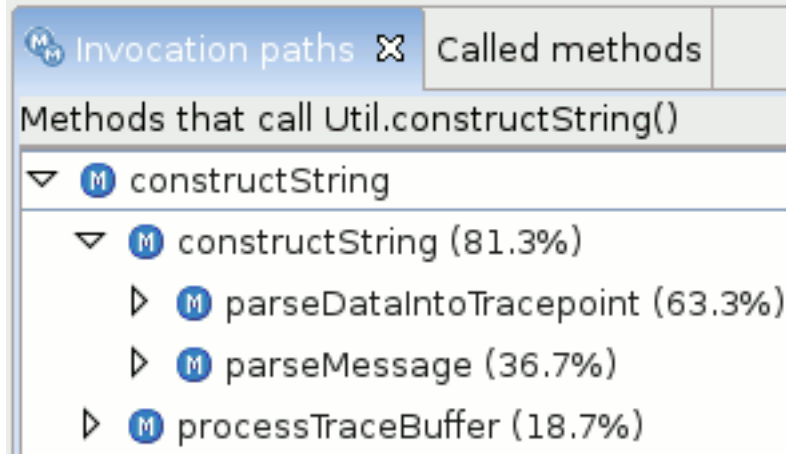 Invocation paths Called methods
Methods that call Util.constructString()
M constructString
M constructString (81.3%)
M parseDataIntoTracepoint (63.3%)
M parseMessage (36.7%)
M processTraceBuffer (18.7%)